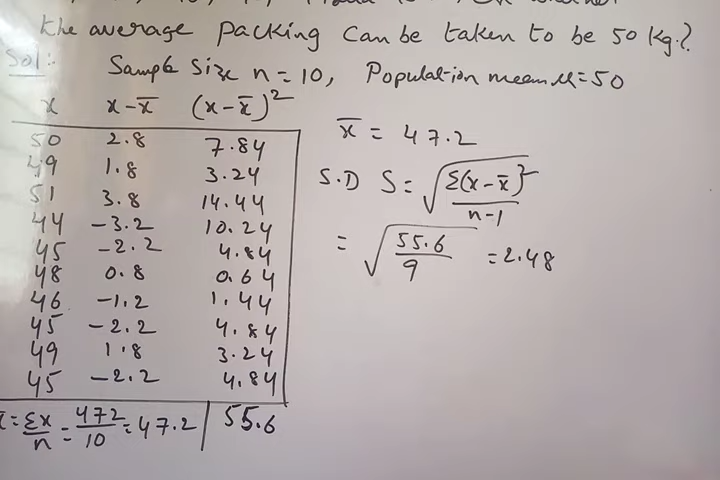 the average packing can be taken to be 50 kg.?
Sol:- Sample size n = 10, Population mean μ = 50
x x-x̄ (x-x̄)²
50 2.8 7.84
49 1.8 3.24
51 3.8 14.44
44 -3.2 10.24
45 -2.2 4.84
48 0.8 0.64
46 -1.2 1.44
45 -2.2 4.84
49 1.8 3.24
45 -2.2 4.84
x̄ = Σx/n = 472/10 = 47.2 55.6
x̄ = 47.2
S.D S = √Σ(x-x̄)²/n-1
= √55.6/9 = 2.48